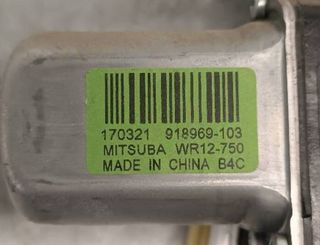 170321 918969-103
MITSUBA WR12-750
MADE IN CHINA B4C